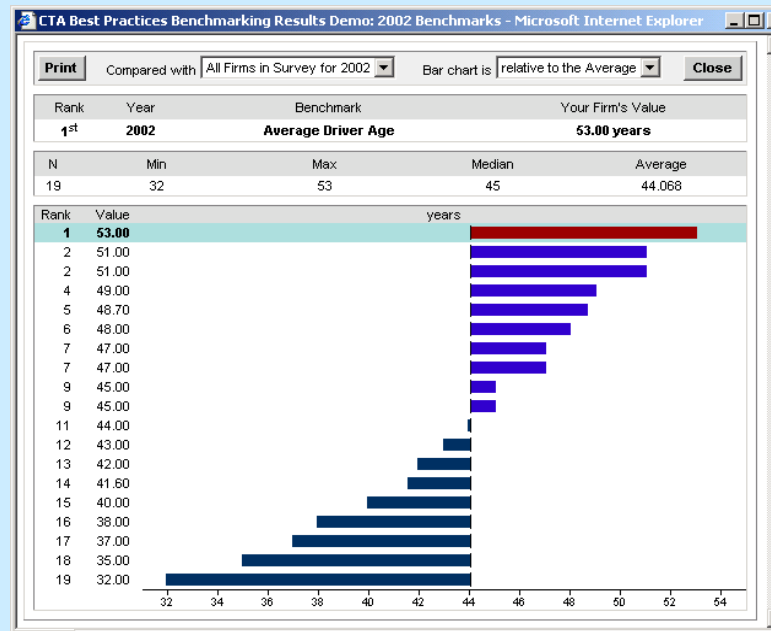 CTA Best Practices Benchmarking Results Demo: 2002 Benchmarks - Microsoft Internet Explorer
Print Compared with All Firms in Survey for 2002 Bar chart is relative to the Average Close
Rank Year Benchmark Your Firm's Value
1st 2002 Average Driver Age 53.00 years
N Min Max Median Average
19 32 53 45 44.068
Rank Value years
1 53.00
2 51.00
2 51.00
4 49.00
5 48.70
6 48.00
7 47.00
7 47.00
9 45.00
9 45.00
11 44.00
12 43.00
13 42.00
14 41.60
15 40.00
16 38.00
17 37.00
18 35.00
19 32.00
32 34 36 38 40 42 44 46 48 50 52 54